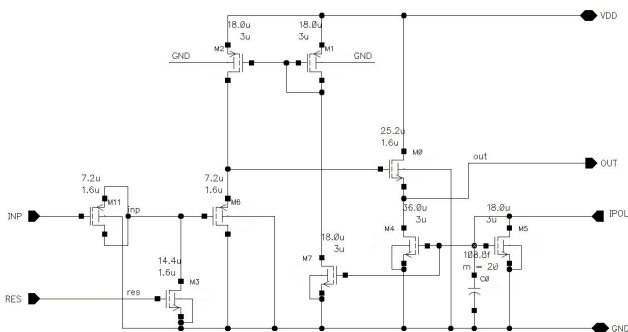 18.0u 18.0u
3u 3u
VDD
M2 M1
GND GND
25.2u
1.6u
M0
out
OUT
7.2u 7.2u
1.6u 1.6u
M11 inp M6
INP
36.0u 18.0u
3u 3u
IPOL
M4 M5
18.0u
3u
M7
108.8f
m = 20
c0
14.4u
1.6u
M3
RES res
GND